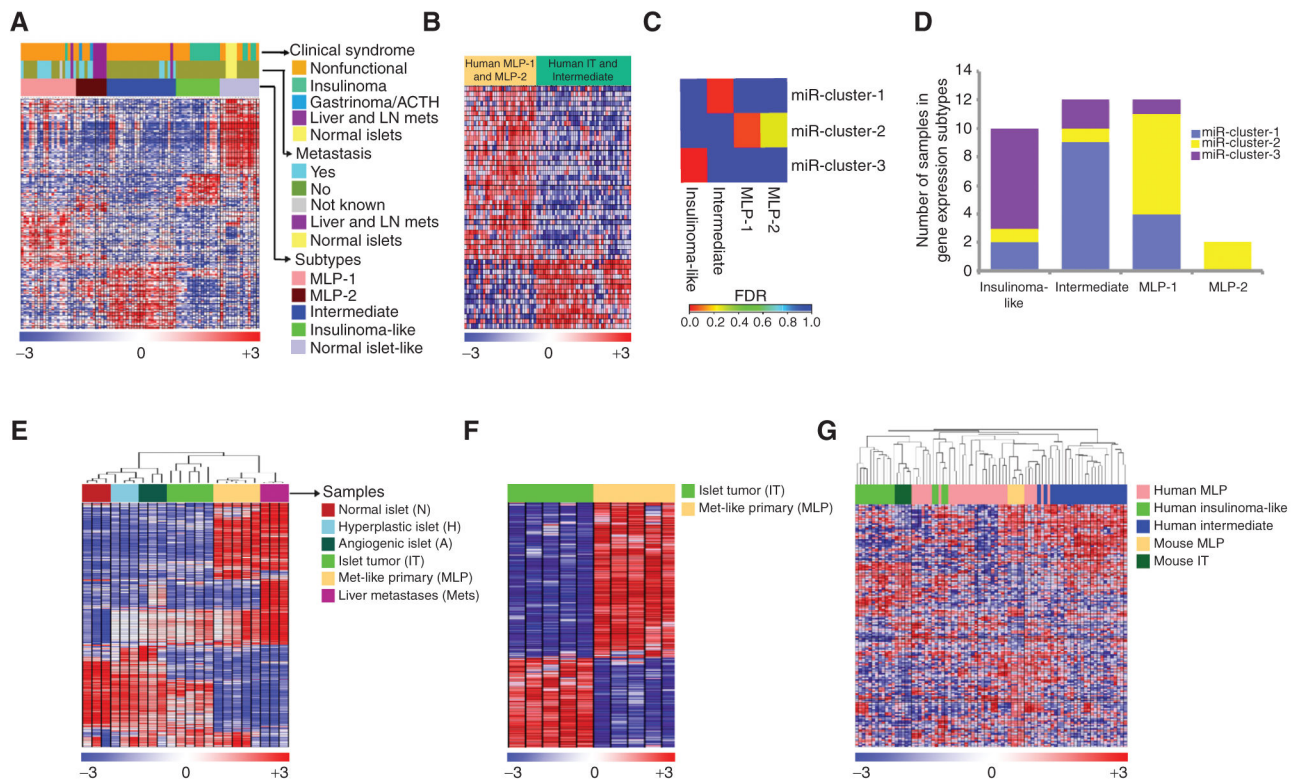 A
Clinical syndrome
Nonfunctional
Insulinoma
Gastrinoma/ACTH
Liver and LN mets
Normal islets
Metastasis
Yes
No
Not known
Liver and LN mets
Normal islets
Subtypes
MLP-1
MLP-2
Intermediate
Insulinoma-like
Normal islet-like
−3 0 +3
B
Human MLP-1
and MLP-2
Human IT and
Intermediate
−3 0 +3
C
miR-cluster-1
miR-cluster-2
miR-cluster-3
Insulinoma-like
Intermediate
MLP-1
MLP-2
FDR
0.0 0.2 0.4 0.6 0.8 1.0
D
Number of samples in
gene expression subtypes
14
12
10
8
6
4
2
0
Insulinoma-
like
Intermediate
MLP-1
MLP-2
miR-cluster-1
miR-cluster-2
miR-cluster-3
E
Samples
Normal islet (N)
Hyperplastic islet (H)
Angiogenic islet (A)
Islet tumor (IT)
Met-like primary (MLP)
Liver metastases (Mets)
−3 0 +3
F
Islet tumor (IT)
Met-like primary (MLP)
−3 0 +3
G
Human MLP
Human insulinoma-like
Human intermediate
Mouse MLP
Mouse IT
−3 0 +3